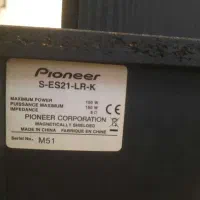 Pioneer
S-ES21-LR-K
MAXIMUM POWER
PUISSANCE MAXIMUM
IMPEDANCE
PIONEER CORPORATION
MAGNETICALLY SHIELDED
MADE IN CHINA / FABRIQUÉ EN CHINE
Serial No. M51